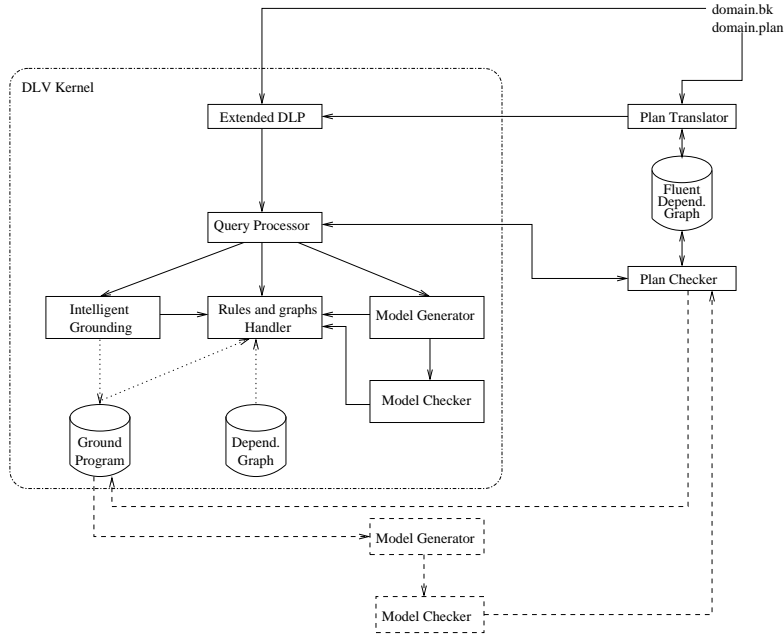 domain.bk
domain.plan
DLV Kernel
Extended DLP
Plan Translator
Fluent
Depend.
Graph
Query Processor
Plan Checker
Intelligent
Grounding
Rules and graphs
Handler
Model Generator
Model Checker
Ground
Program
Depend.
Graph
Model Generator
Model Checker